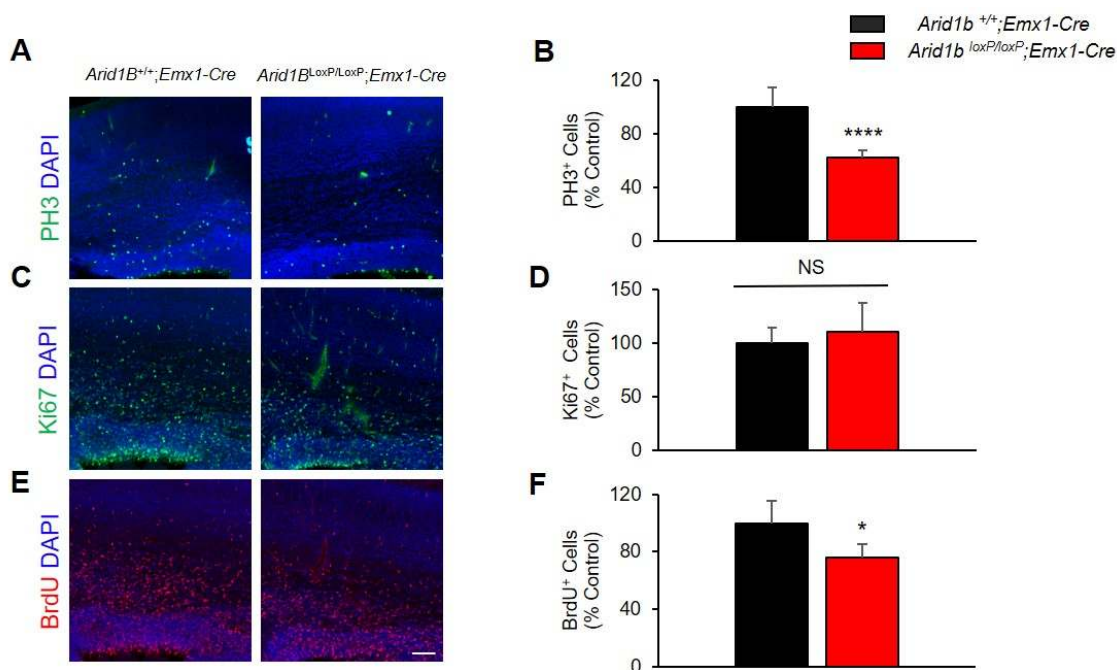 Arid1b +/+;Emx1-Cre
Arid1b loxP/loxP;Emx1-Cre
A
Arid1B+/+;Emx1-Cre
Arid1BLoxP/LoxP;Emx1-Cre
PH3 DAPI
B
PH3+ Cells
(% Control)
120
80
40
0
****
C
Ki67 DAPI
D
Ki67+ Cells
(% Control)
150
100
50
0
NS
E
BrdU DAPI
F
BrdU+ Cells
(% Control)
120
80
40
0
*